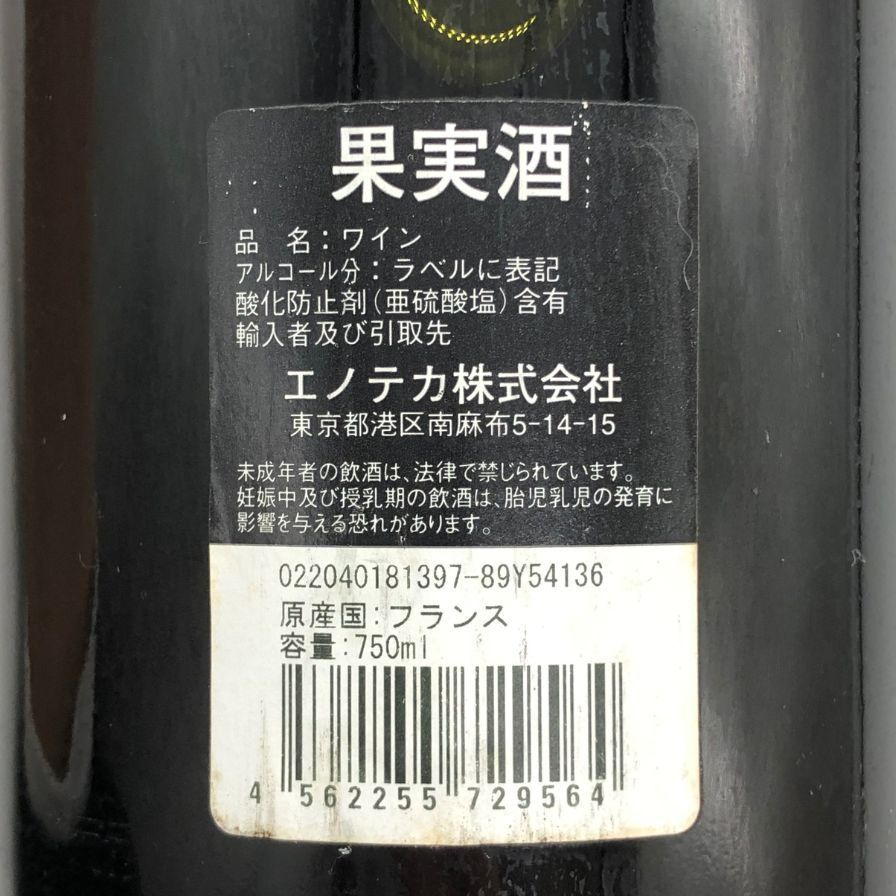 果実酒
品　名：ワイン
アルコール分：ラベルに表記
酸化防止剤(亜硫酸塩)含有
輸入者及び引取先
エノテカ株式会社
東京都港区南麻布5-14-15
未成年者の飲酒は、法律で禁じられています。
妊娠中及び授乳期の飲酒は、胎児乳児の発育に
影響を与える恐れがあります。
022040181397-89Y54136
原産国:フランス
容量:750ml
4 562255 729564